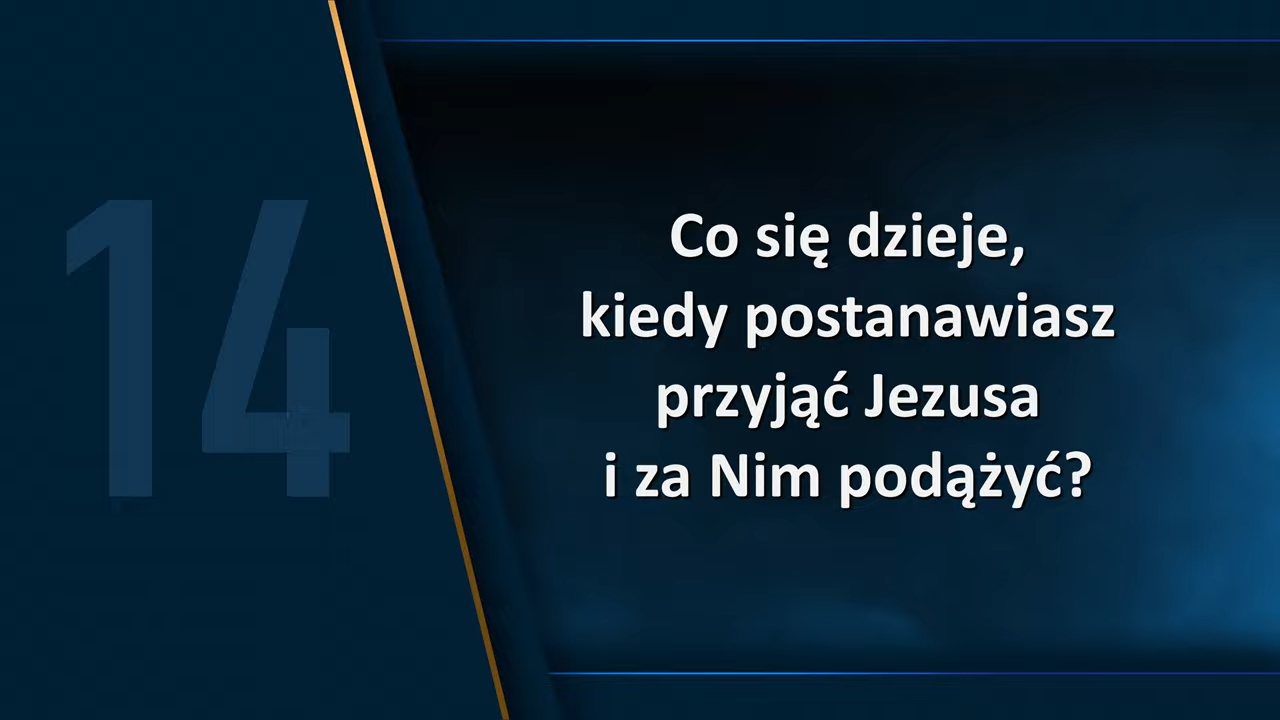 14
Co się dzieje,
kiedy postanawiasz
przyjąć Jezusa
i za Nim podążyć?